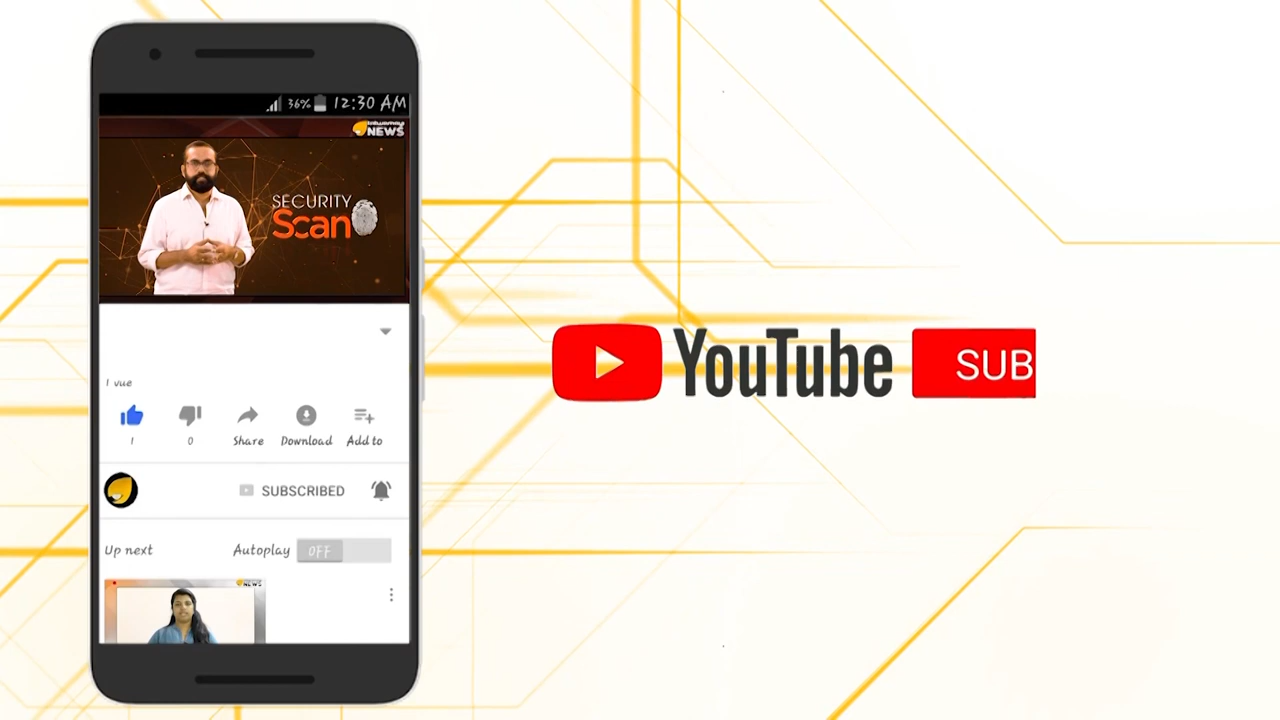 36% 12:30 AM
NEWS
SECURITY
Scan
1 vue
1
0
Share
Download
Add to
SUBSCRIBED
Up next
Autoplay
OFF
NEWS
YouTube
SUB